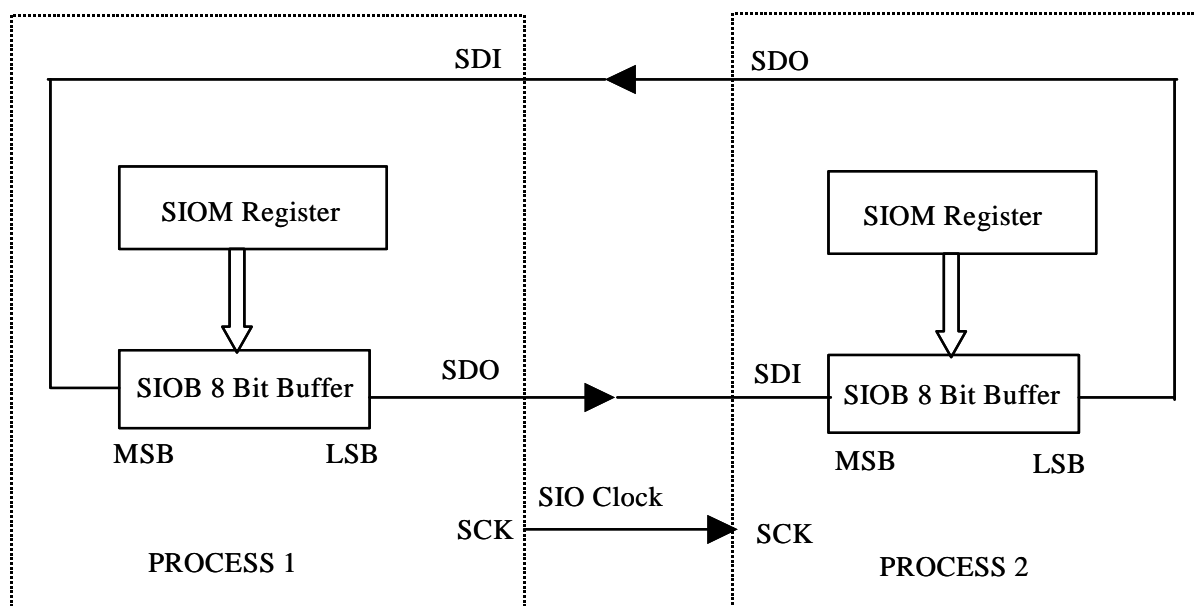 SDI
SDO
SIOM Register
SIOM Register
SIOB 8 Bit Buffer
SDO
SDI
SIOB 8 Bit Buffer
MSB
LSB
MSB
LSB
SIO Clock
SCK
SCK
PROCESS 1
PROCESS 2